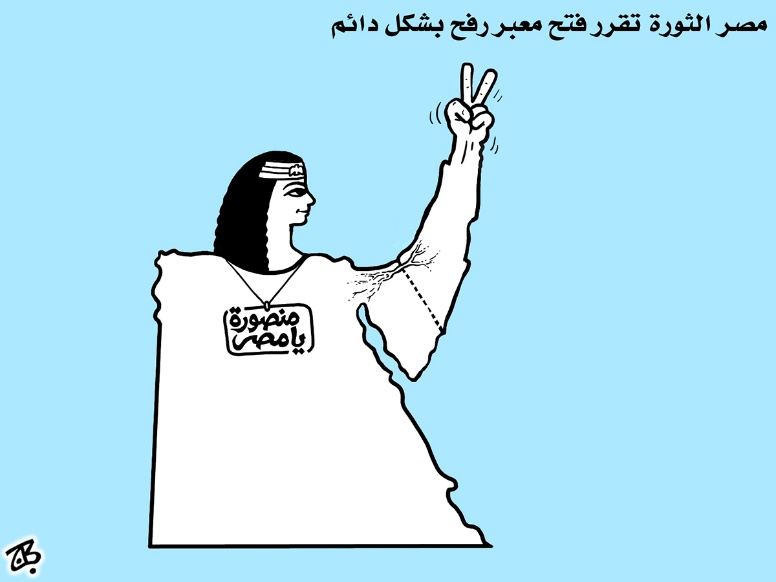 مصر الثورة تقرر فتح معبر رفح بشكل دائم
منصورة
يا مصر